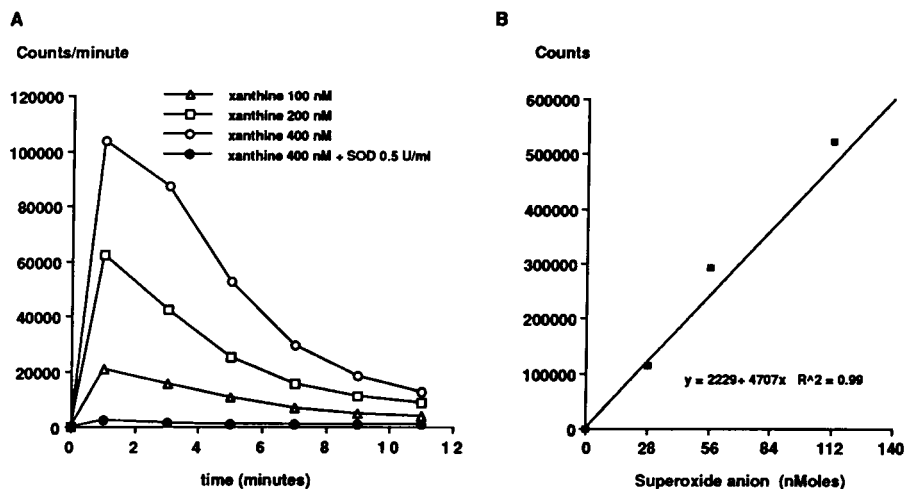 A
Counts/minute
xanthine 100 nM
xanthine 200 nM
xanthine 400 nM
xanthine 400 nM + SOD 0.5 U/ml
120000
100000
80000
60000
40000
20000
0
0 2 4 6 8 10 12
time (minutes)
B
Counts
600000
500000
400000
300000
200000
100000
0
y = 2229+ 4707x R^2 = 0.99
0 28 56 84 112 140
Superoxide anion (nMoles)